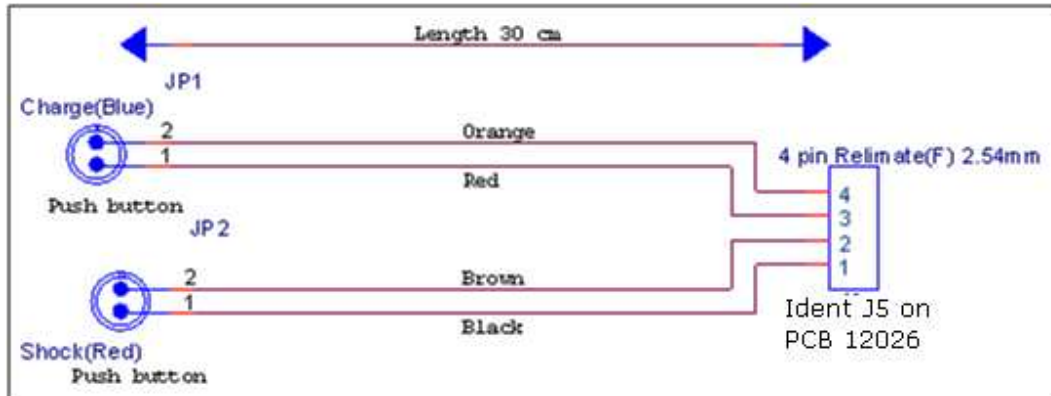 Length 30 cm
JP1
Charge(Blue)
2
Orange
1
4 pin Relimate(F) 2.54mm
Red
4
Push button
3
JP2
2
Brown
2
1
1
Ident J5 on
Black
PCB 12026
Shock(Red)
Push button